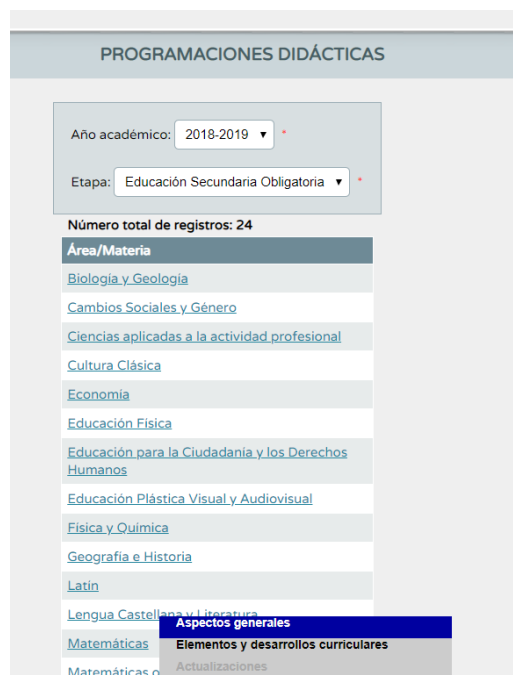 PROGRAMACIONES DIDÁCTICAS
Año académico: 2018-2019 *
Etapa: Educación Secundaria Obligatoria *
Número total de registros: 24
Área/Materia
Biología y Geología
Cambios Sociales y Género
Ciencias aplicadas a la actividad profesional
Cultura Clásica
Economía
Educación Física
Educación para la Ciudadanía y los Derechos
Humanos
Educación Plástica Visual y Audiovisual
Física y Química
Geografía e Historia
Latín
Lengua Castellana y Literatura
Aspectos generales
Matemáticas
Elementos y desarrollos curriculares
Matemáticas o
Actualizaciones